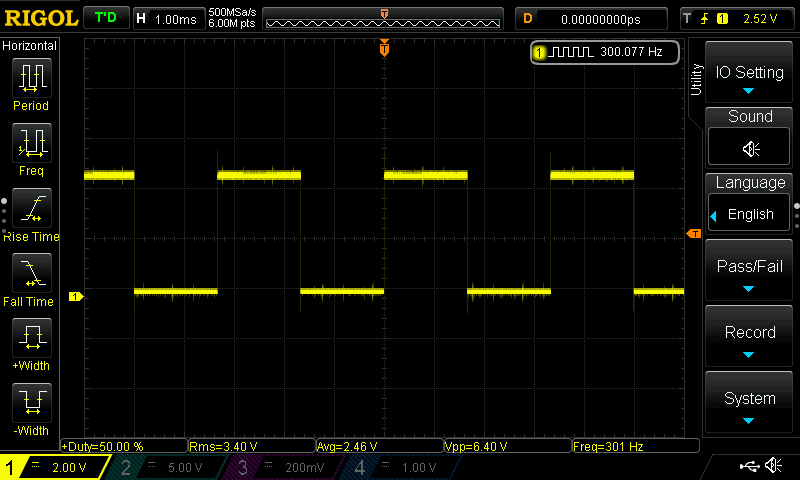 RIGOL T'D H 1.00ms 500MSa/s 6.00M pts T D 0.00000000ps T 1 2.52 V
Horizontal
T
1 300.077 Hz
Utility
Period
Freq
Rise Time
Fall Time
+Width
-Width
1
T
IO Setting
Sound
Language
English
Pass/Fail
Record
System
+Duty=50.00 % Rms=3.40 V Avg=2.46 V Vpp=6.40 V Freq=301 Hz
1 2.00 V 2 5.00 V 3 200mV 4 1.00 V